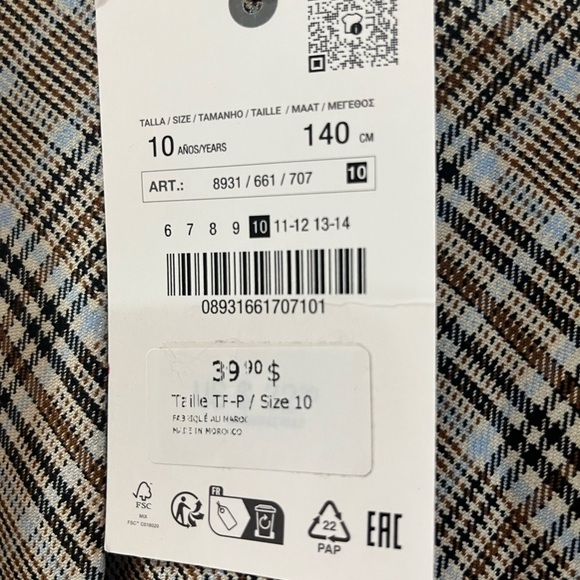 TALLA / SIZE / TAMANHO / TAILLE / MAAT / ΜΕΓΕΘΟΣ
10 AÑOS/YEARS 140 CM
ART.: 8931 / 661 / 707 10
6 7 8 9 10 11-12 13-14
08931661707101
39 90 $
Taille TP-P / Size 10
FABRIQUÉ AU MAROC
MADE IN MOROCCO
FR
FSC
MIX
22
PAP
EAC